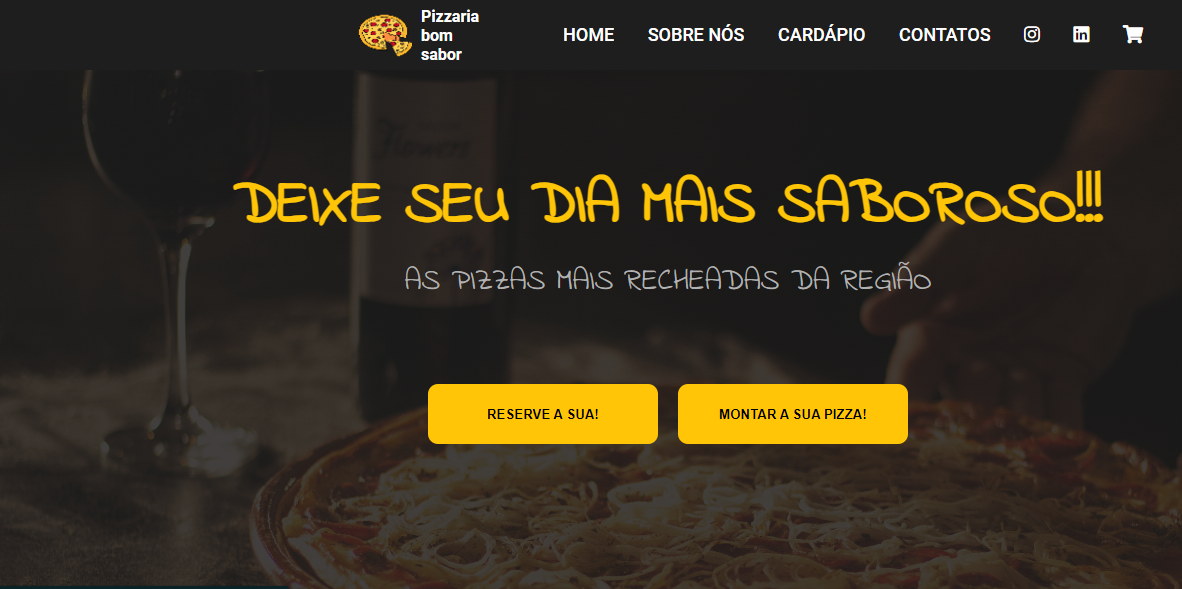 Pizzaria
bom
sabor
HOME SOBRE NÓS CARDÁPIO CONTATOS
DEIXE SEU DIA MAIS SABOROSO!!!
AS PIZZAS MAIS RECHEADAS DA REGIÃO
Flowers
RESERVE A SUA! MONTAR A SUA PIZZA!